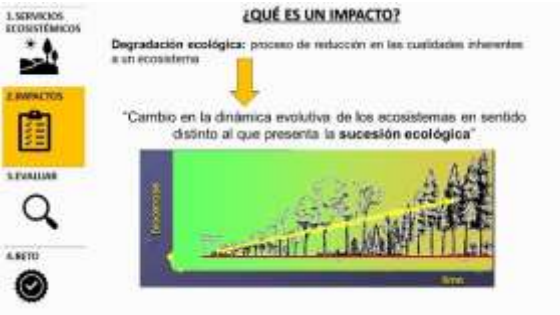 1. SERVICIOS
ECOSISTÉMICOS
2. IMPACTOS
3. EVALUAR
4. RETO
¿QUÉ ES UN IMPACTO?
Degradación ecológica: proceso de reducción en las cualidades inherentes
a un ecosistema
"Cambio en la dinámica evolutiva de los ecosistemas en sentido
distinto al que presenta la sucesión ecológica"
time